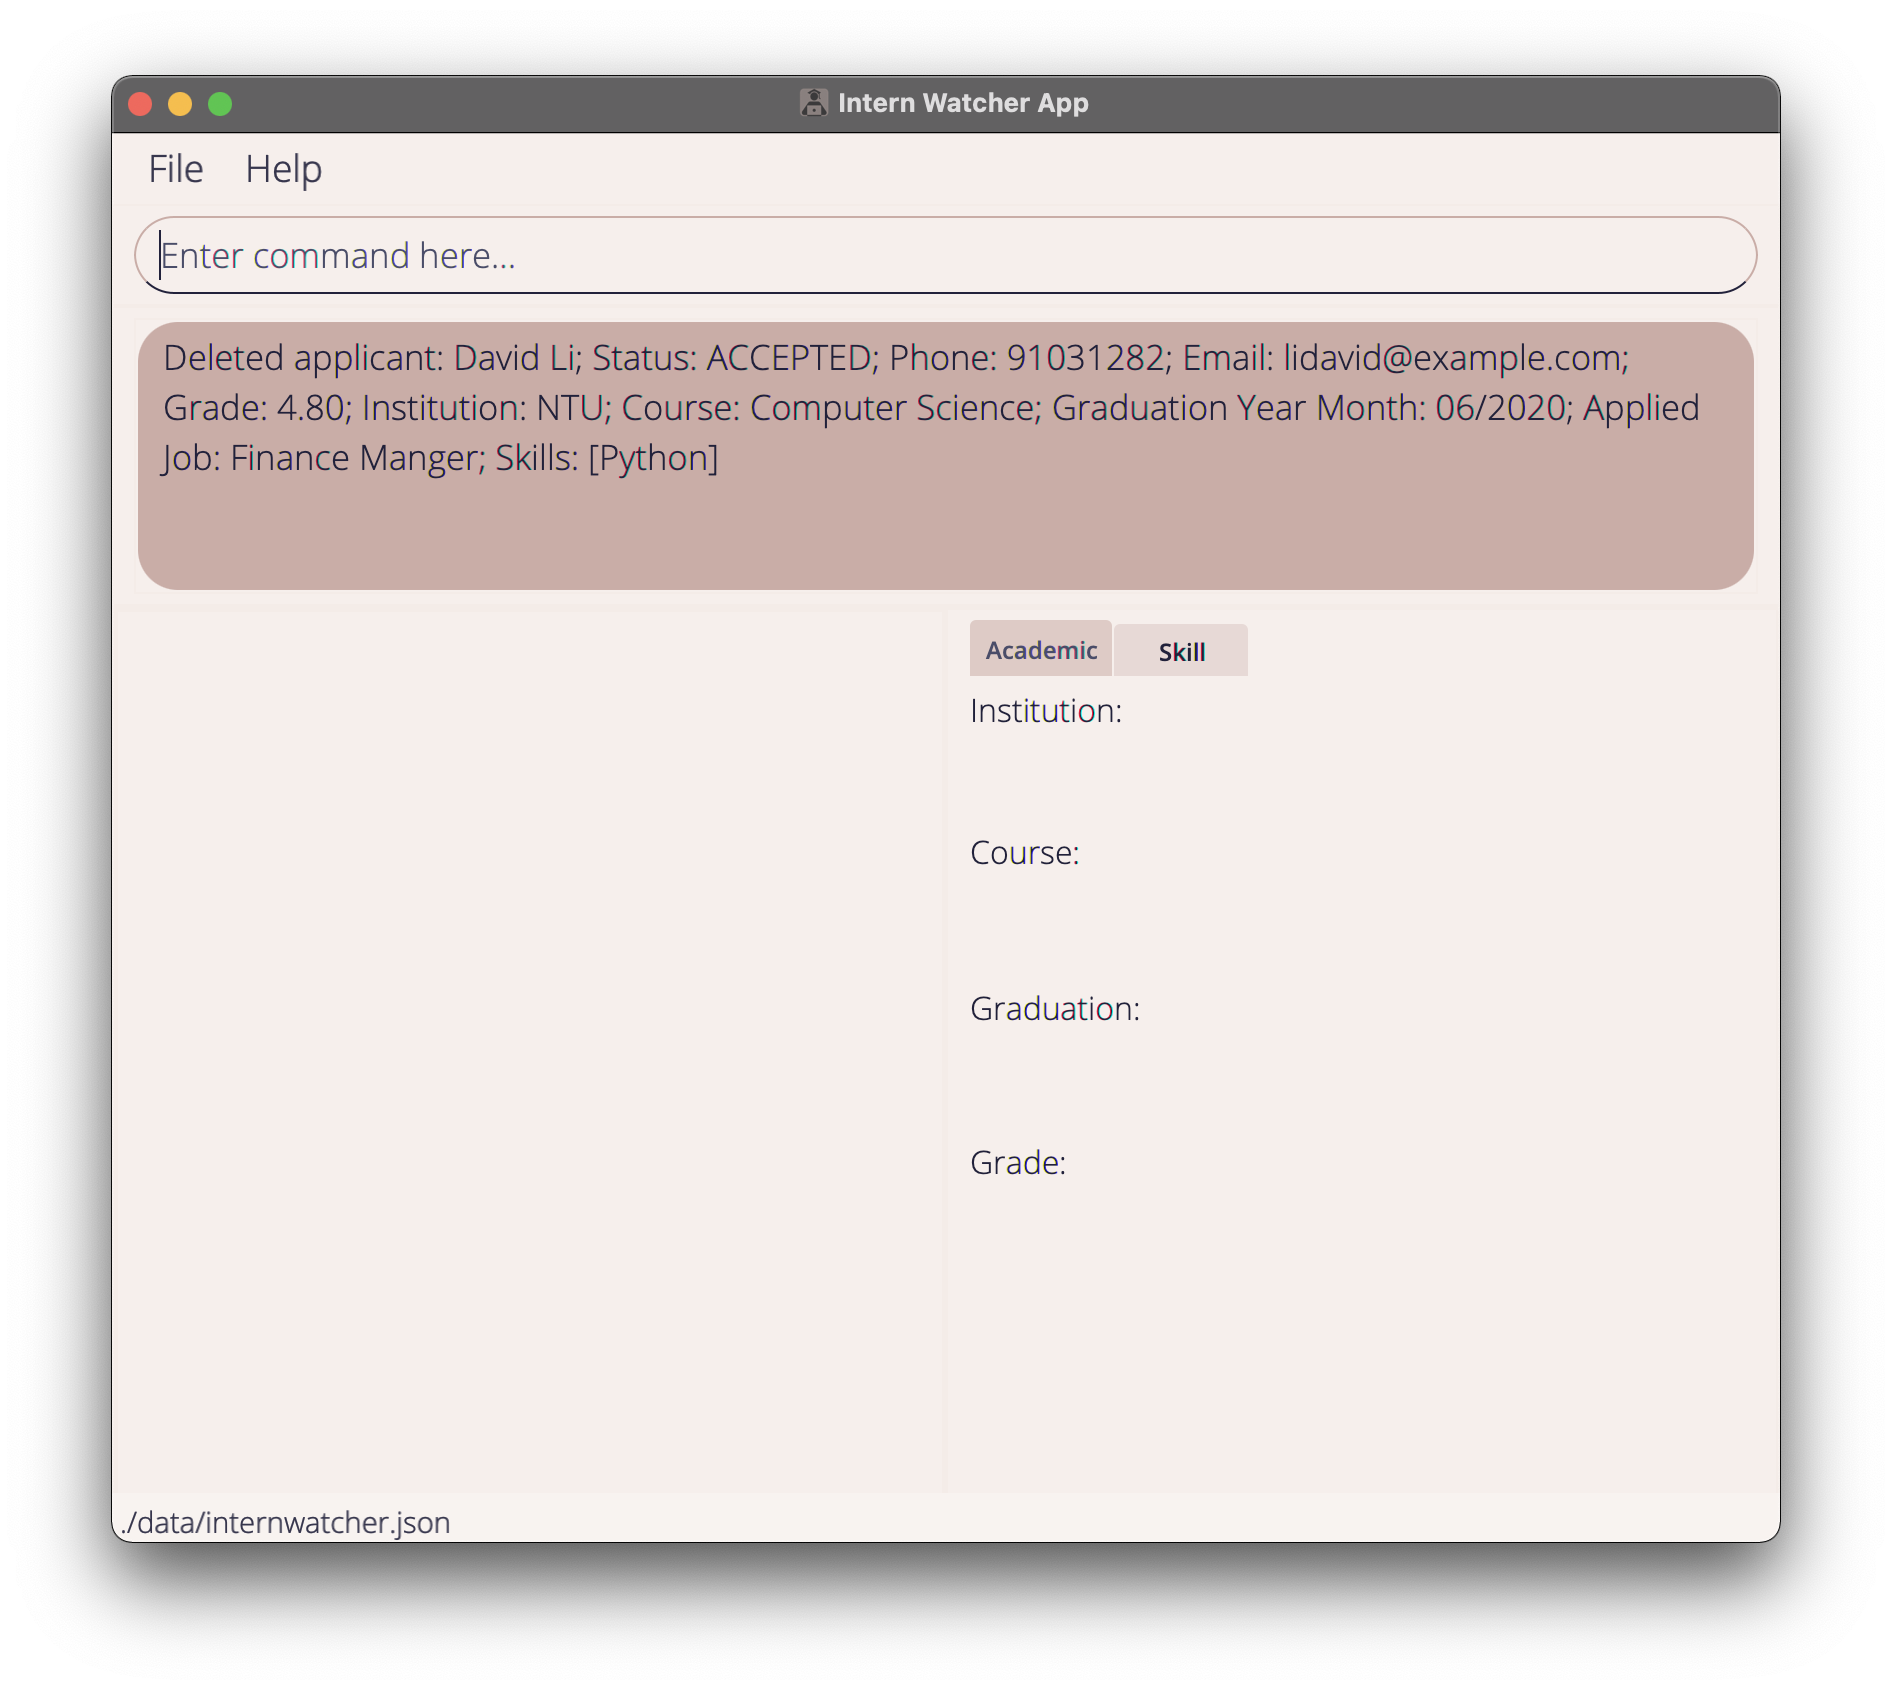 Intern Watcher App
File Help
Enter command here...
Deleted applicant: David Li; Status: ACCEPTED; Phone: 91031282; Email: lidavid@example.com;
Grade: 4.80; Institution: NTU; Course: Computer Science; Graduation Year Month: 06/2020; Applied
Job: Finance Manger; Skills: [Python]
Academic Skill
Institution:
Course:
Graduation:
Grade:
./data/internwatcher.json